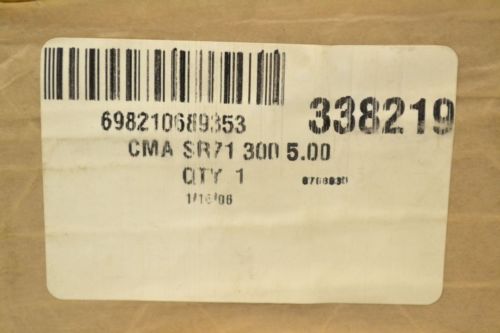 698210689353
338219
CMA SR71 300 5.00
QTY 1
1/16/06